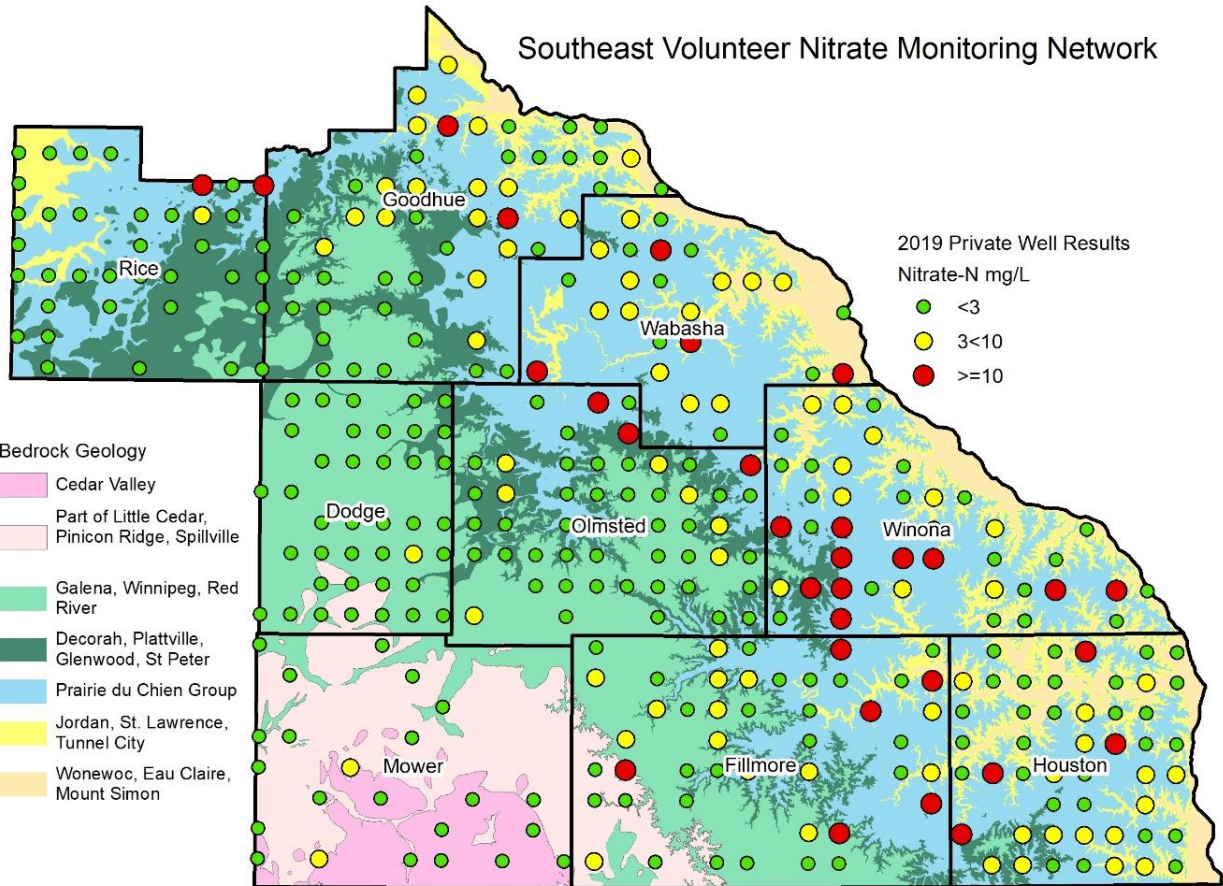 Southeast Volunteer Nitrate Monitoring Network
Goodhue
Rice
Wabasha
Dodge
Olmsted
Winona
Mower
Fillmore
Houston
2019 Private Well Results
Nitrate-N mg/L
<3
3<10
>=10
Bedrock Geology
Cedar Valley
Part of Little Cedar,
Pinicon Ridge, Spillville
Galena, Winnipeg, Red
River
Decorah, Plattville,
Glenwood, St Peter
Prairie du Chien Group
Jordan, St. Lawrence,
Tunnel City
Wonewoc, Eau Claire,
Mount Simon